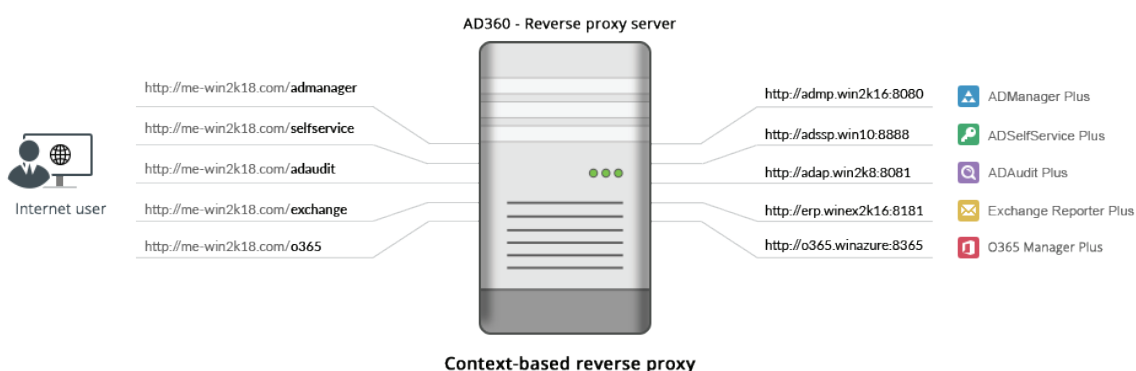 AD360 - Reverse proxy server
http://me-win2k18.com/admanager
http://me-win2k18.com/selfservice
http://me-win2k18.com/adaudit
http://me-win2k18.com/exchange
http://me-win2k18.com/o365
Internet user
http://admp.win2k16:8080
http://adssp.win10:8888
http://adap.win2k8:8081
http://erp.winex2k16:8181
http://o365.winazure:8365
ADManager Plus
ADSelfService Plus
ADAudit Plus
Exchange Reporter Plus
O365 Manager Plus
Context-based reverse proxy